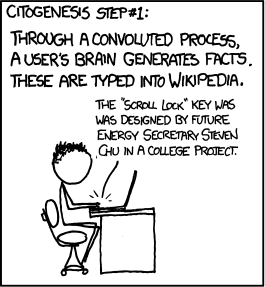 CITOGENESIS STEP #1:
THROUGH A CONVOLUTED PROCESS,
A USER'S BRAIN GENERATES FACTS.
THESE ARE TYPED INTO WIKIPEDIA.
THE "SCROLL LOCK" KEY WAS
WAS DESIGNED BY FUTURE
ENERGY SECRETARY STEVEN
CHU IN A COLLEGE PROJECT.